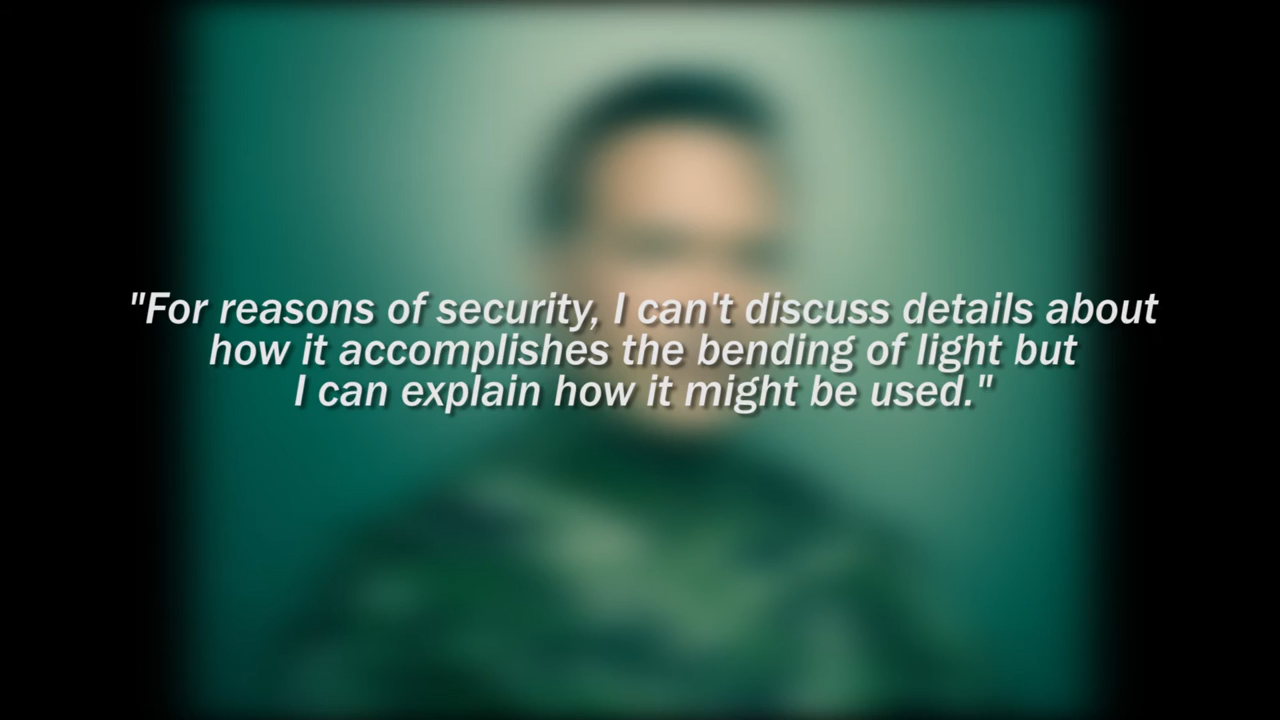 "For reasons of security, I can't discuss details about
how it accomplishes the bending of light but
I can explain how it might be used."